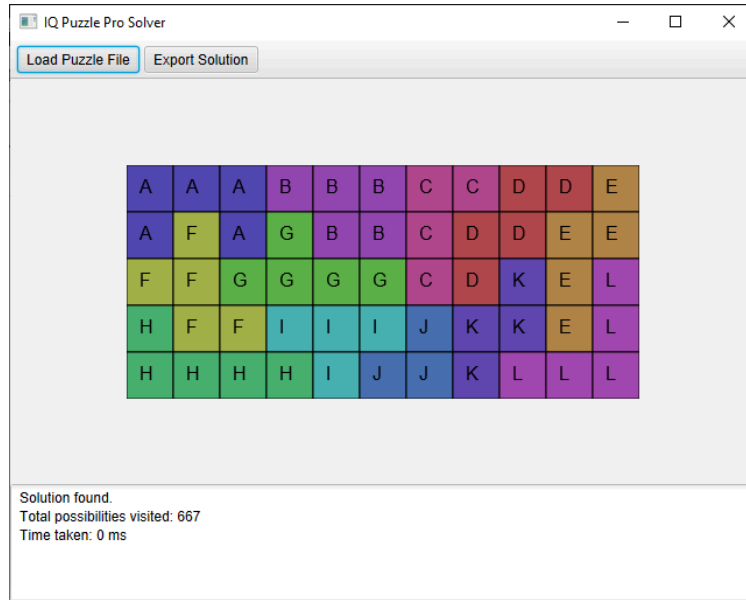 IQ Puzzle Pro Solver
Load Puzzle File Export Solution
A A A B B B C C D D E
A F A G B B C D D E E
F F G G G G C D K E L
H F F I I I J K K E L
H H H H I J J K L L L
Solution found.
Total possibilities visited: 667
Time taken: 0 ms